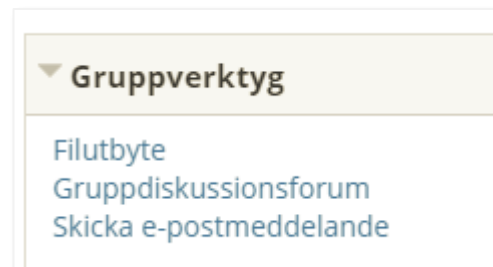 Gruppverktyg
Filutbyte
Gruppdiskussionsforum
Skicka e-postmeddelande